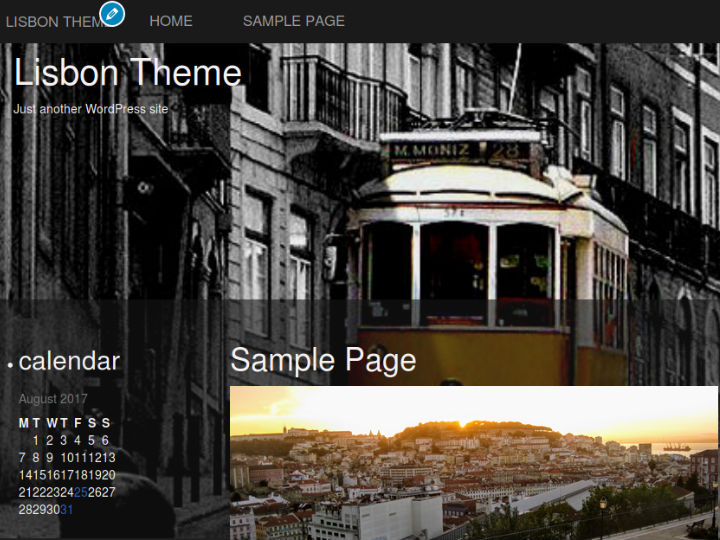 LISBON THEM HOME SAMPLE PAGE
Lisbon Theme
Just another WordPress site
M.MONIZ 28
calendar
Sample Page
August 2017
M T W T F S S
1 2 3 4 5 6
7 8 9 10 11 12 13
14 15 16 17 18 19 20
21 22 23 24 25 26 27
28 29 30 31